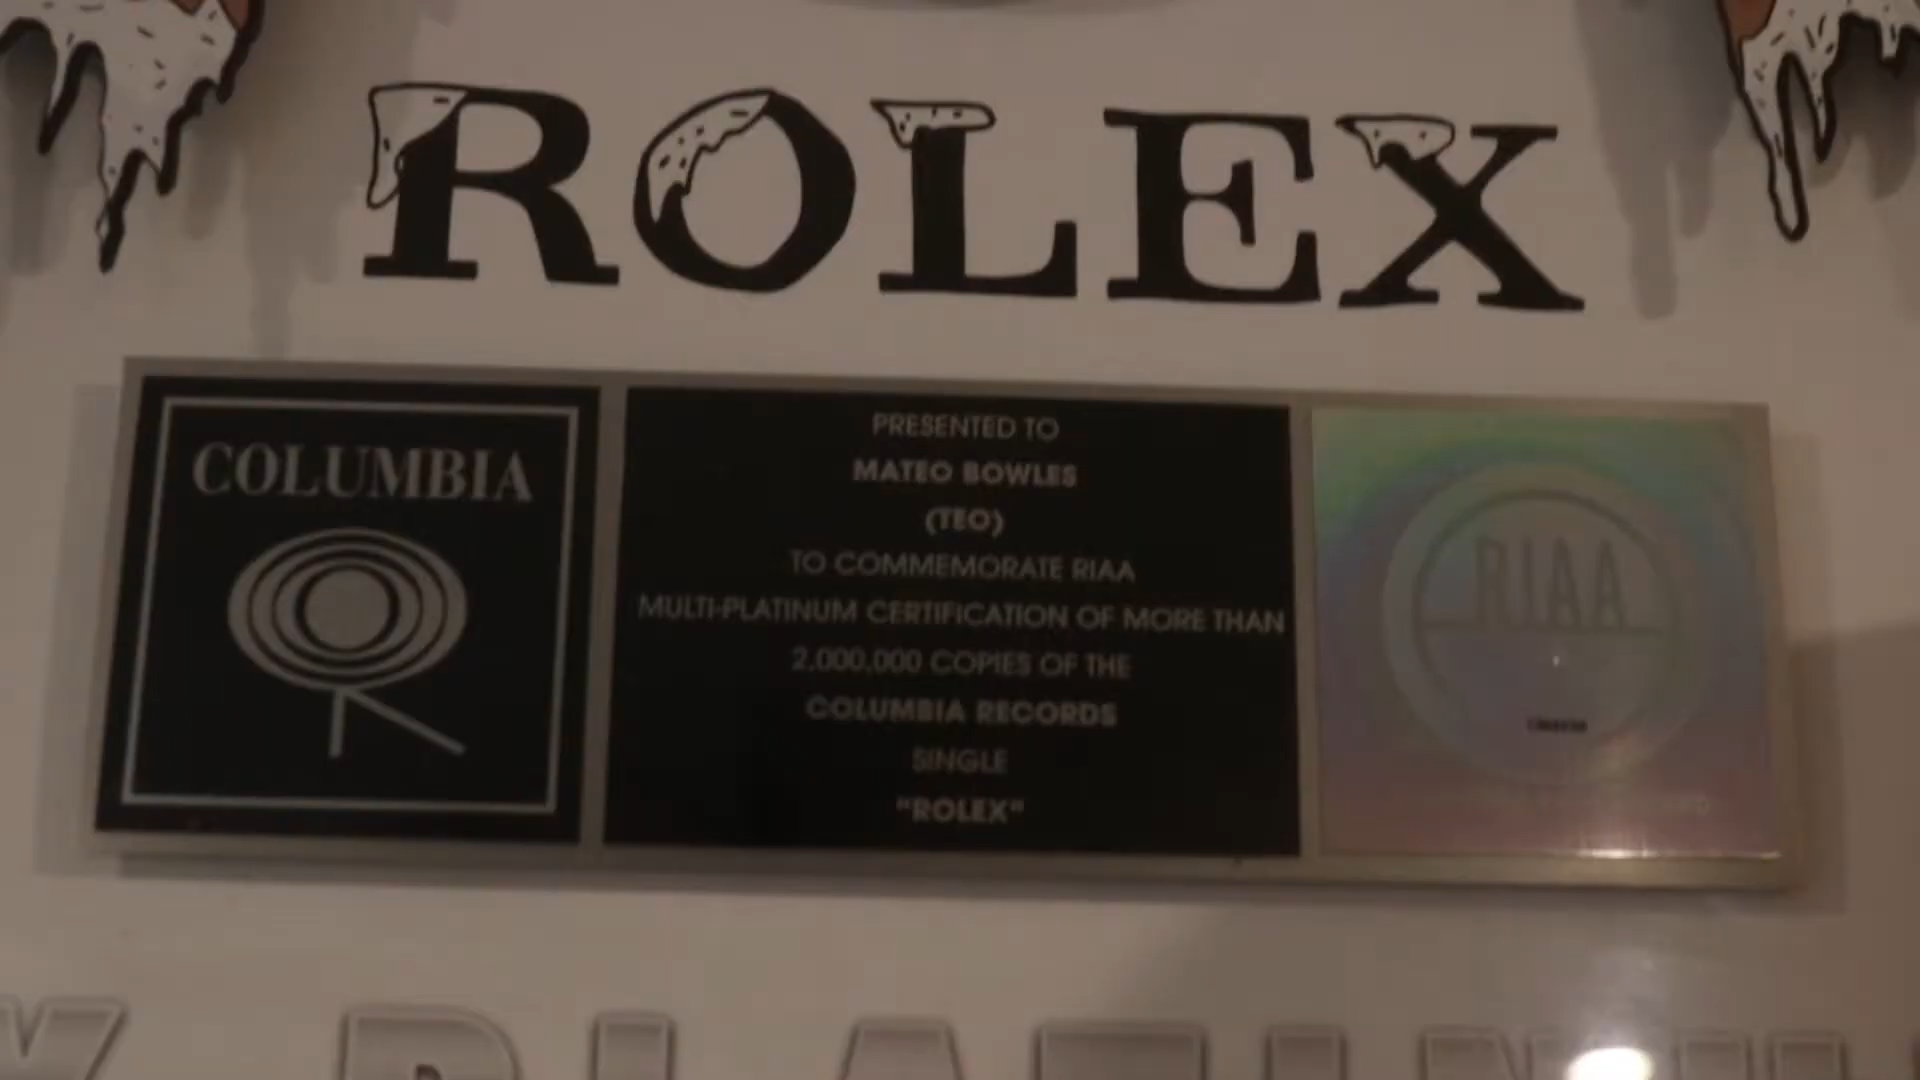 ROLEX
COLUMBIA
PRESENTED TO
MATEO BOWLES
(TEO)
TO COMMEMORATE RIAA
MULTI-PLATINUM CERTIFICATION OF MORE THAN
2,000,000 COPIES OF THE
COLUMBIA RECORDS
SINGLE
"ROLEX"
RIAA